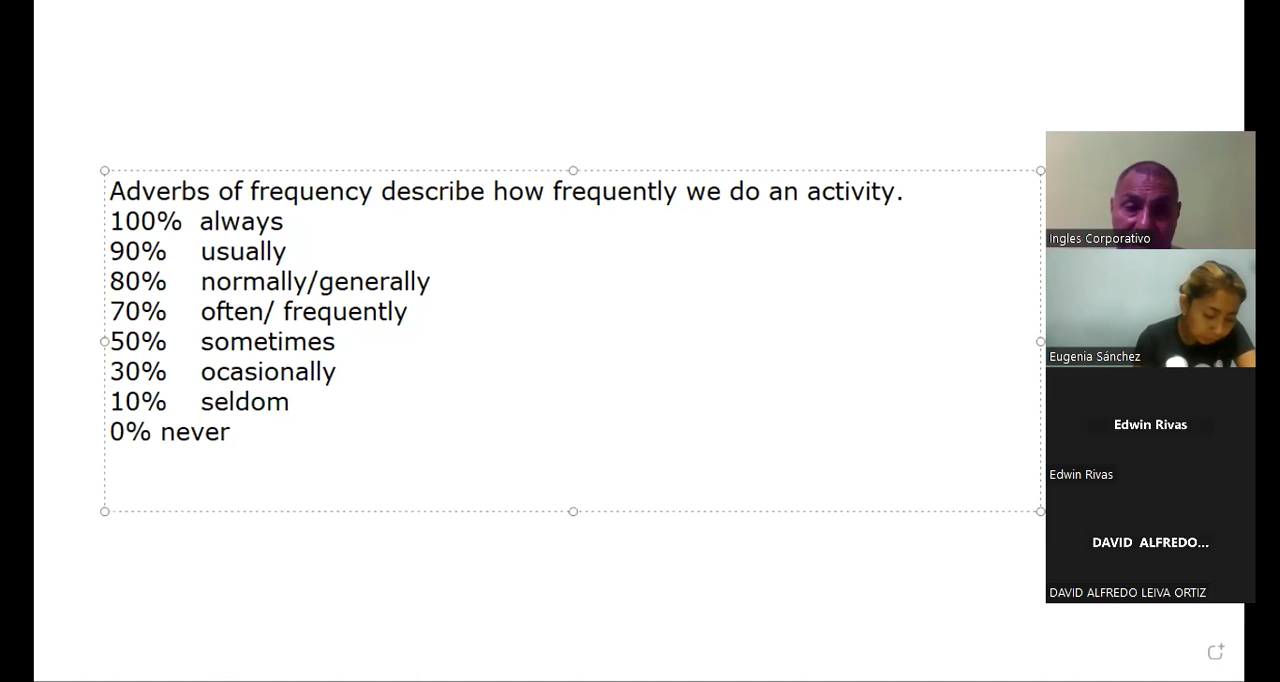 Adverbs of frequency describe how frequently we do an activity.
100% always
90% usually
80% normally/generally
70% often/ frequently
50% sometimes
30% ocasionally
10% seldom
0% never
Ingles Corporativo
Eugenia Sánchez
Edwin Rivas
Edwin Rivas
DAVID ALFREDO...
DAVID ALFREDO LEIVA ORTIZ